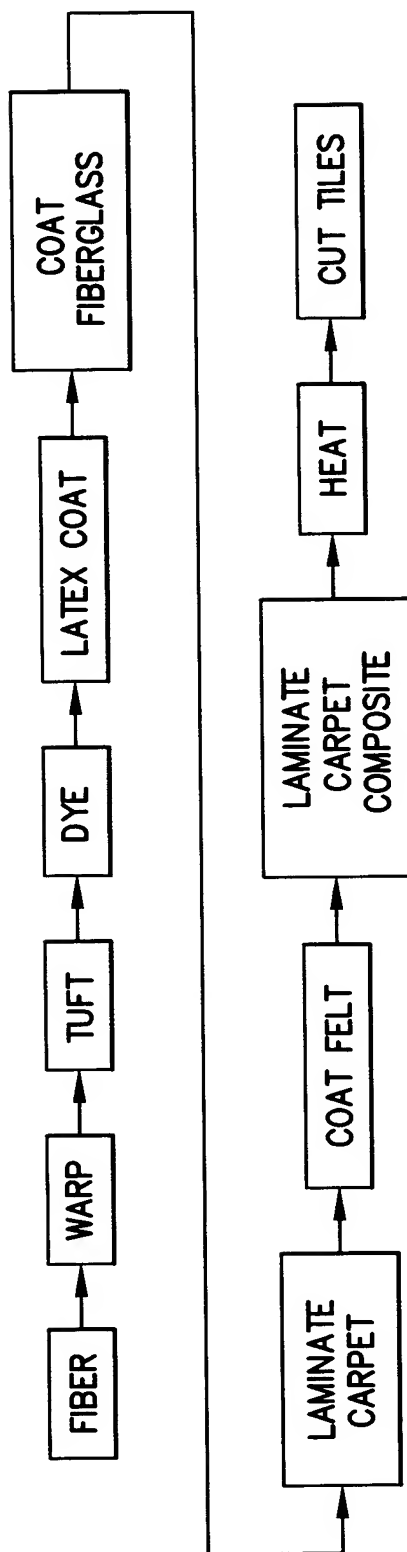 FIBER
WARP
TUFT
DYE
LATEX COAT
COAT
FIBERGLASS
LAMINATE
CARPET
COAT FELT
LAMINATE
CARPET
COMPOSITE
HEAT
CUT TILES